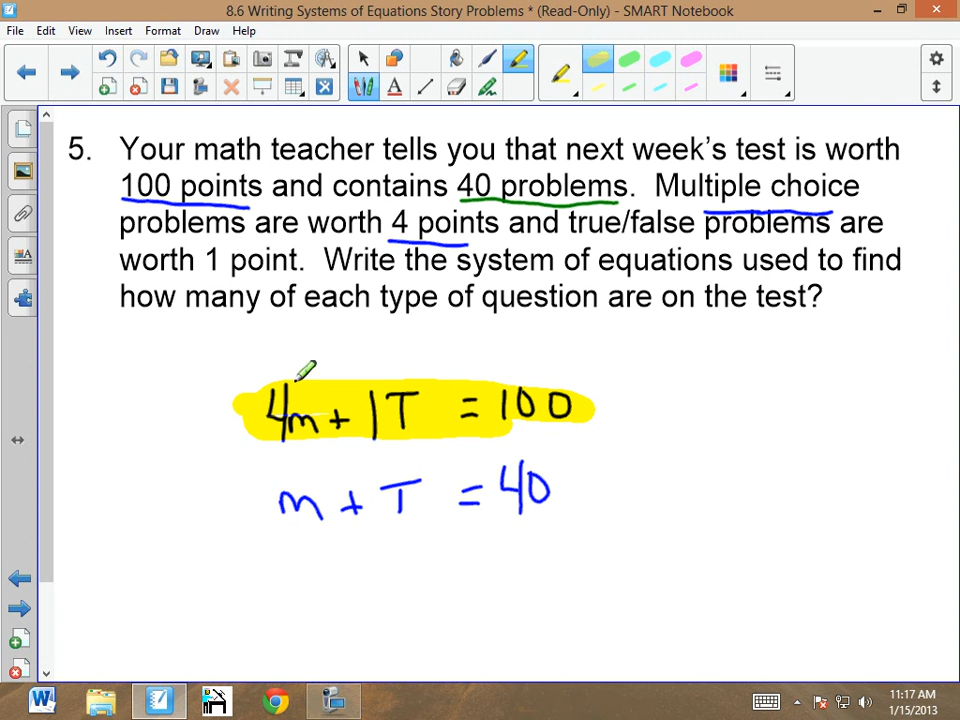 8.6 Writing Systems of Equations Story Problems * (Read-Only) - SMART Notebook
File Edit View Insert Format Draw Help
5. Your math teacher tells you that next week's test is worth
100 points and contains 40 problems. Multiple choice
problems are worth 4 points and true/false problems are
worth 1 point. Write the system of equations used to find
how many of each type of question are on the test?
4m + 1T = 100
m + T = 40
11:17 AM
1/15/2013